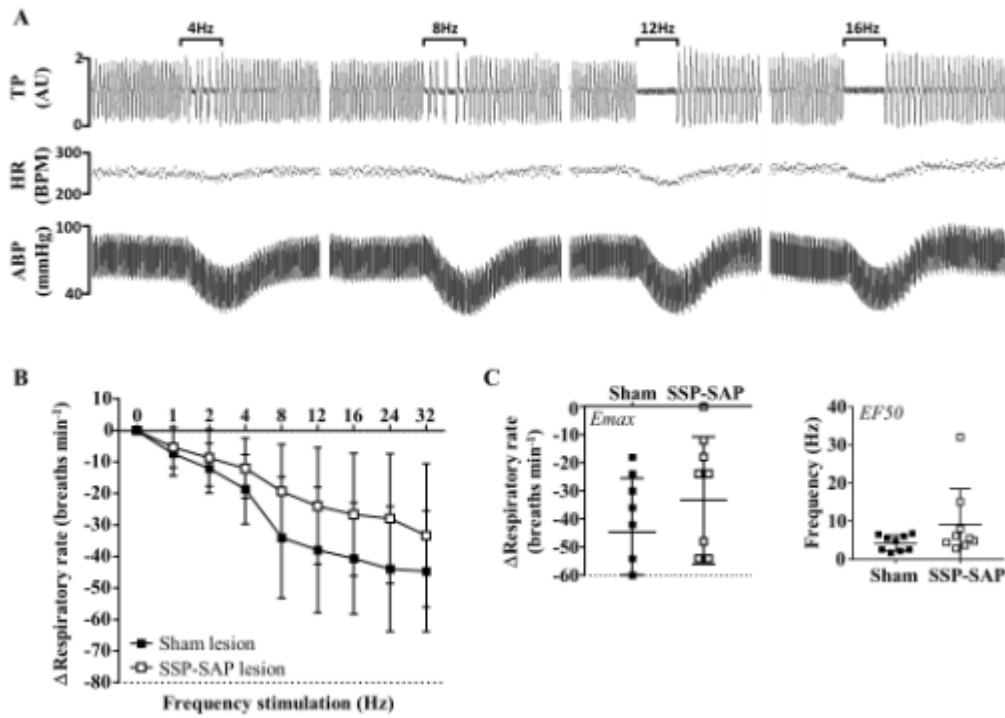 A
4Hz 8Hz 12Hz 16Hz
TP
(AU)
2
0
HR
(BPM)
300
200
ABP
(mmHg)
100
40
B
ΔRespiratory rate (breaths min⁻¹)
10
0 1 2 4 8 12 16 24 32
0
-10
-20
-30
-40
-50
-60
-70
-80
Sham lesion
SSP-SAP lesion
Frequency stimulation (Hz)
C
Sham SSP-SAP
Emax
ΔRespiratory rate
(breaths min⁻¹)
0
-10
-20
-30
-40
-50
-60
EF50
Frequency (Hz)
40
30
20
10
0
Sham SSP-SAP